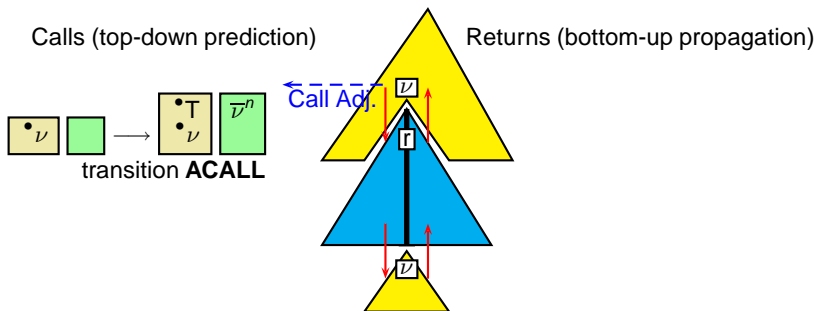 Calls (top-down prediction)
Returns (bottom-up propagation)
ν
Call Adj.
•T
ν̅ⁿ
•ν
⟶
•ν
r
transition ACALL
ν